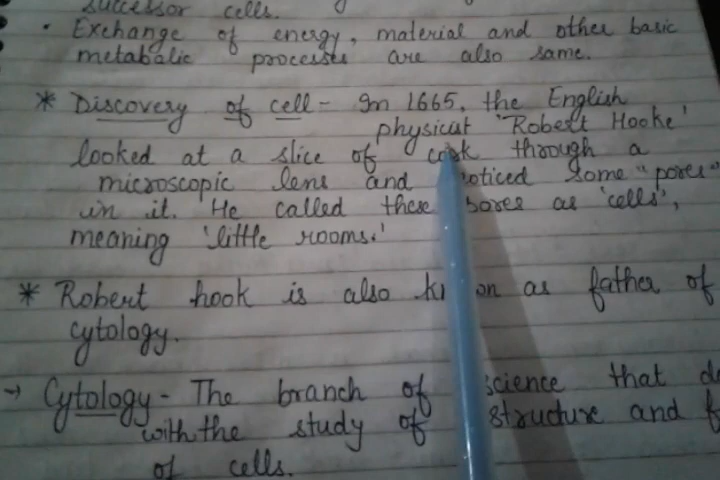 successor cells.
• Exchange of energy, material and other basic
metabalic processes are also same.
* Discovery of cell - In 1665, the English
physicist 'Robert Hooke'
looked at a slice of cork through a
microscopic lens and noticed some "pores"
in it. He called these boxes as 'cells',
meaning 'little rooms.'
* Robert hook is also known as father of
cytology.
→ Cytology - The branch of science that
with the study of structure and
of cells.